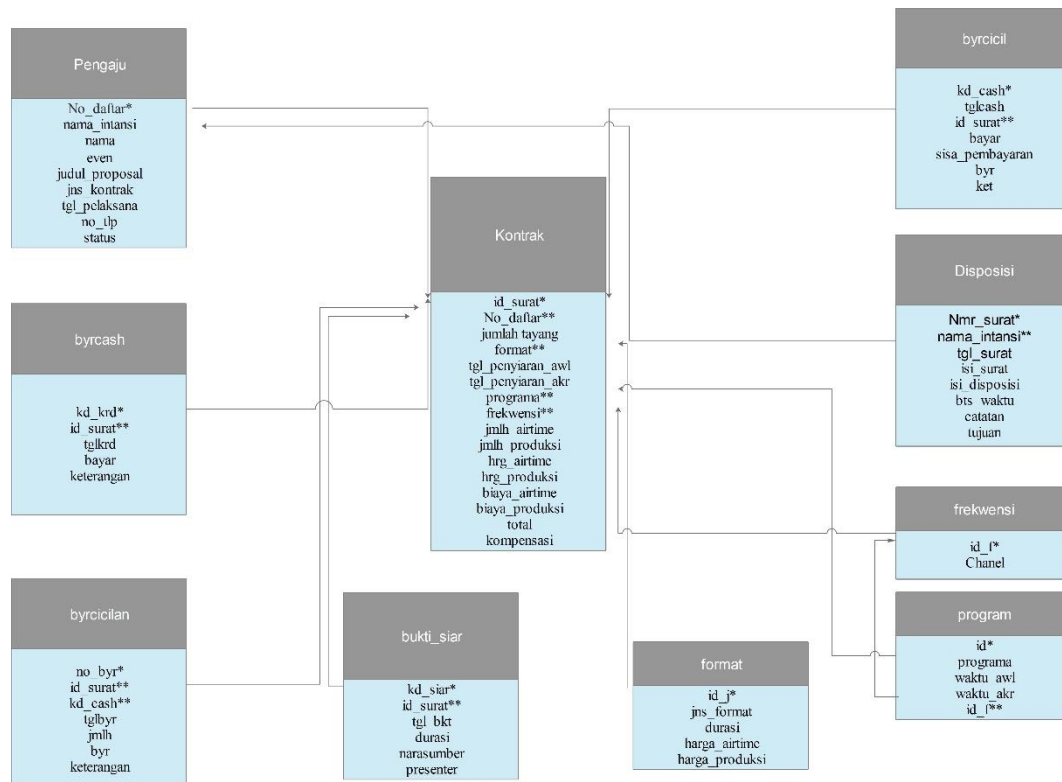 Pengaju
No_daftar*
nama_intansi
nama
even
judul_proposal
jns_kontrak
tgl_pelaksana
no_tlp
status
byrcicil
kd_cash*
tglcash
id_surat**
bayar
sisa_pembayaran
byr
ket
Kontrak
id_surat*
No_daftar**
jumlah tayang
format**
tgl_penyiaran_awl
tgl_penyiaran_akr
programa**
frekwensi**
jmlh_airtime
jmlh_produksi
hrg_airtime
hrg_produksi
biaya_airtime
biaya_produksi
total
kompensasi
Disposisi
Nmr_surat*
nama_intansi**
tgl_surat
isi_surat
isi_disposisi
bts_waktu
catatan
tujuan
byrcash
kd_krd*
id_surat**
tglkrd
bayar
keterangan
frekwensi
id_f*
Chanel
byrcicilan
no_byr*
id_surat**
kd_cash**
tglbyr
jmlh
byr
keterangan
bukti_siar
kd_siar*
id_surat**
tgl_bkt
durasi
narasumber
presenter
format
id_j*
jns_format
durasi
harga_airtime
harga_produksi
program
id*
programa
waktu_awl
waktu_akr
id_f**